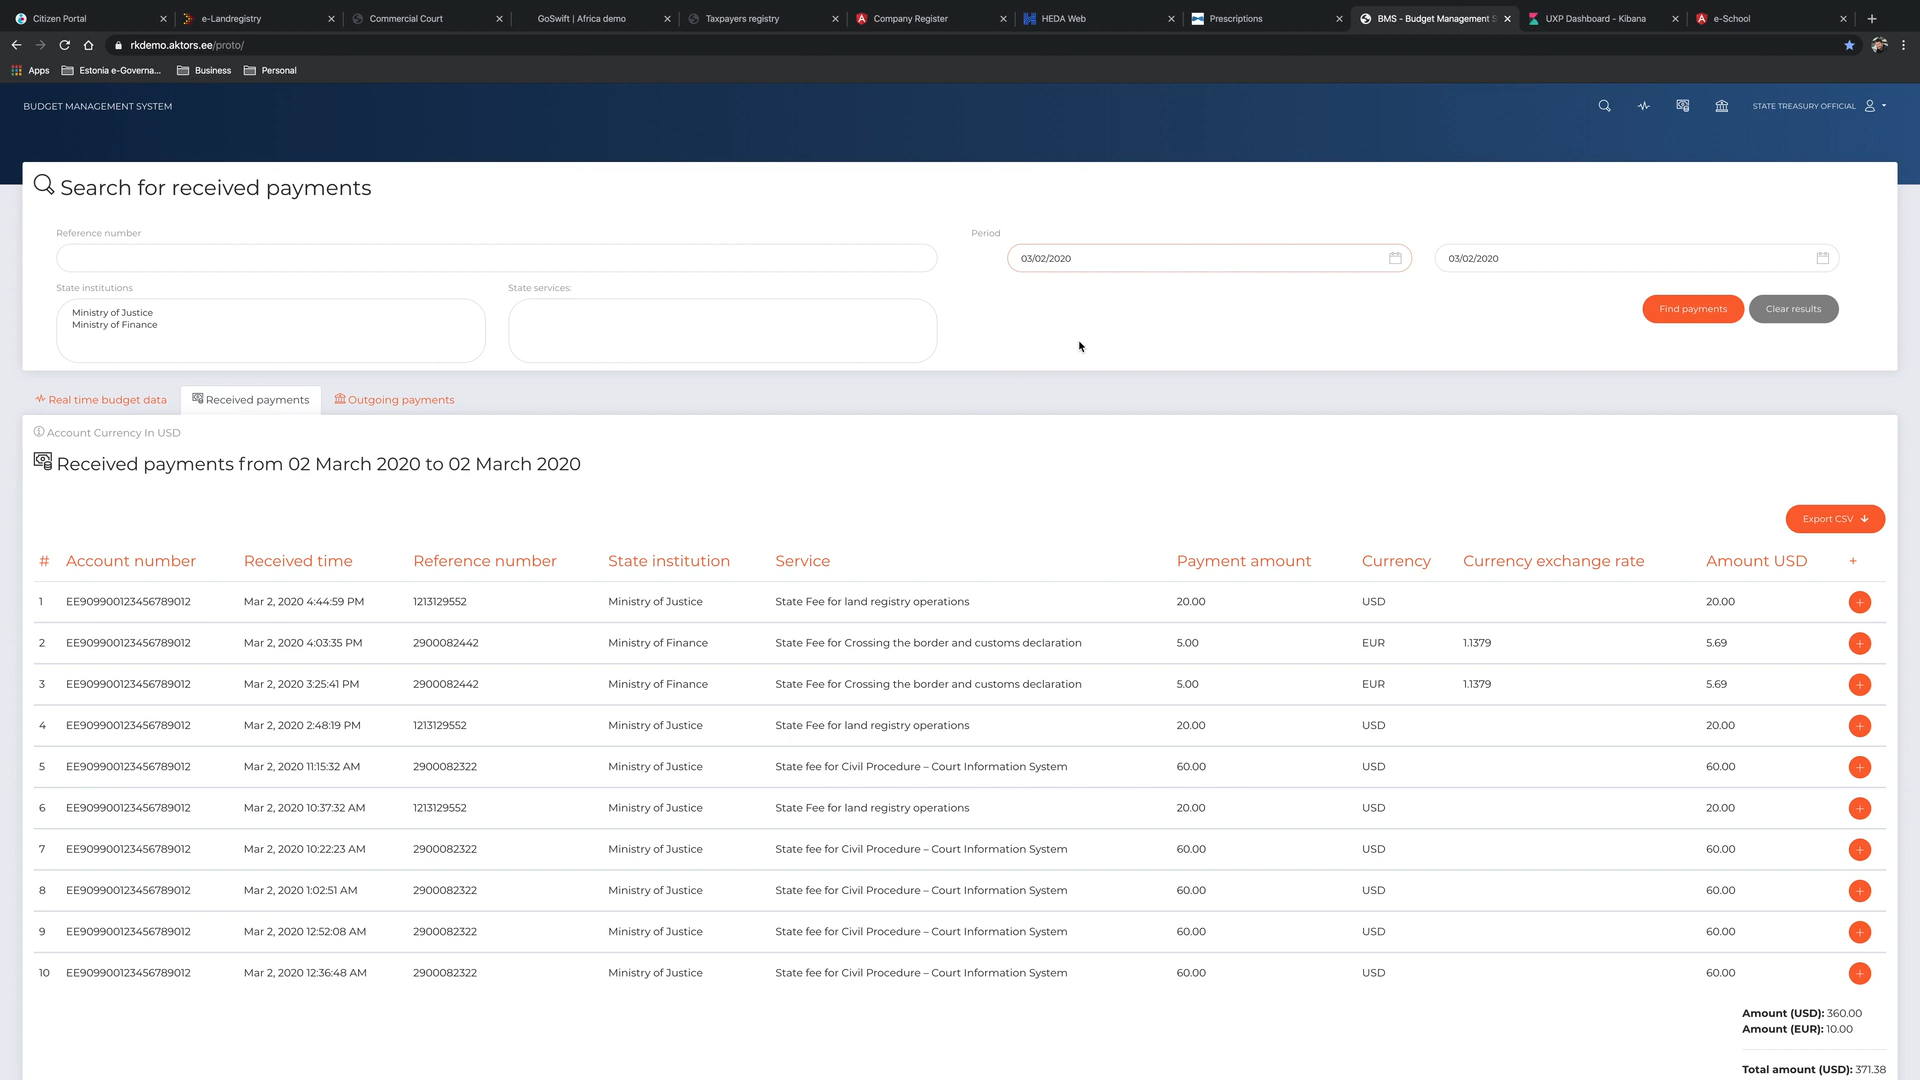 Citizen Portal
e-Landregistry
Commercial Court
GoSwift | Africa demo
Taxpayers registry
Company Register
HEDA Web
Prescriptions
BMS - Budget Management S
UXP Dashboard - Kibana
e-School
rkdemo.aktors.ee/proto/
Apps
Estonia e-Governa...
Business
Personal
BUDGET MANAGEMENT SYSTEM
STATE TREASURY OFFICIAL
Search for received payments
Reference number
Period
03/02/2020
03/02/2020
State institutions
State services:
Ministry of Justice
Ministry of Finance
Find payments
Clear results
Real time budget data
Received payments
Outgoing payments
Account Currency In USD
Received payments from 02 March 2020 to 02 March 2020
Export CSV
# Account number Received time Reference number State institution Service Payment amount Currency Currency exchange rate Amount USD +
1 EE909900123456789012 Mar 2, 2020 4:44:59 PM 1213129552 Ministry of Justice State Fee for land registry operations 20.00 USD 20.00
2 EE909900123456789012 Mar 2, 2020 4:03:35 PM 2900082442 Ministry of Finance State Fee for Crossing the border and customs declaration 5.00 EUR 1.1379 5.69
3 EE909900123456789012 Mar 2, 2020 3:25:41 PM 2900082442 Ministry of Finance State Fee for Crossing the border and customs declaration 5.00 EUR 1.1379 5.69
4 EE909900123456789012 Mar 2, 2020 2:48:19 PM 1213129552 Ministry of Justice State Fee for land registry operations 20.00 USD 20.00
5 EE909900123456789012 Mar 2, 2020 11:15:32 AM 2900082322 Ministry of Justice State fee for Civil Procedure – Court Information System 60.00 USD 60.00
6 EE909900123456789012 Mar 2, 2020 10:37:32 AM 1213129552 Ministry of Justice State Fee for land registry operations 20.00 USD 20.00
7 EE909900123456789012 Mar 2, 2020 10:22:23 AM 2900082322 Ministry of Justice State fee for Civil Procedure – Court Information System 60.00 USD 60.00
8 EE909900123456789012 Mar 2, 2020 1:02:51 AM 2900082322 Ministry of Justice State fee for Civil Procedure – Court Information System 60.00 USD 60.00
9 EE909900123456789012 Mar 2, 2020 12:52:08 AM 2900082322 Ministry of Justice State fee for Civil Procedure – Court Information System 60.00 USD 60.00
10 EE909900123456789012 Mar 2, 2020 12:36:48 AM 2900082322 Ministry of Justice State fee for Civil Procedure – Court Information System 60.00 USD 60.00
Amount (USD): 360.00
Amount (EUR): 10.00
Total amount (USD): 371.38